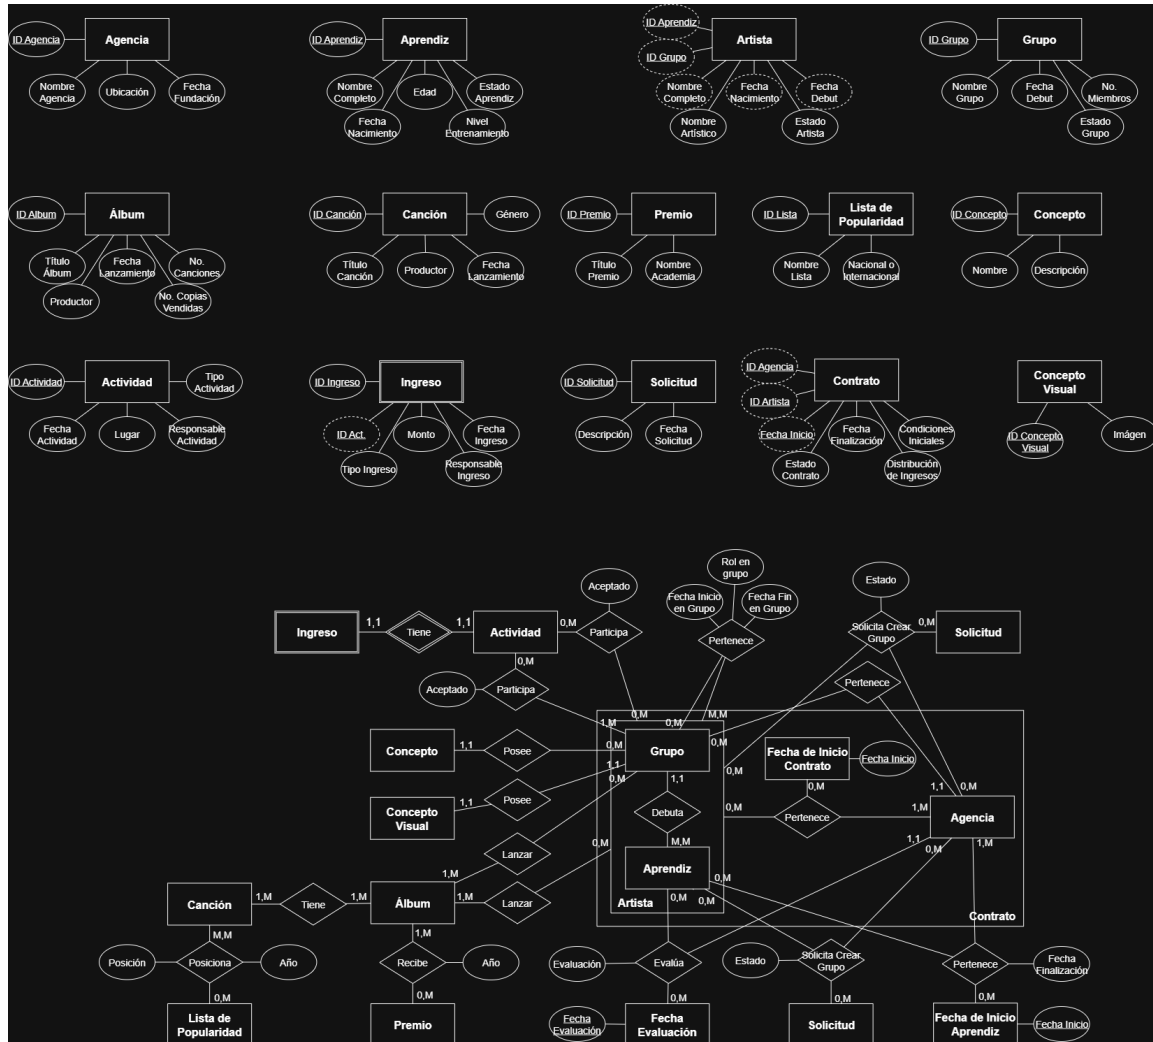 ID Agencia
Agencia
Nombre
Agencia
Ubicación
Fecha
Fundación
ID Aprendiz
Aprendiz
Nombre
Completo
Edad
Estado
Aprendiz
Fecha
Nacimiento
Nivel
Entrenamiento
ID Aprendiz
Artista
ID Grupo
Nombre
Completo
Fecha
Nacimiento
Fecha
Debut
Nombre
Artístico
Estado
Artista
ID Grupo
Grupo
Nombre
Grupo
Fecha
Debut
No.
Miembros
Estado
Grupo
ID Album
Álbum
Título
Álbum
Fecha
Lanzamiento
No.
Canciones
Productor
No. Copias
Vendidas
ID Canción
Canción
Género
Título
Canción
Productor
Fecha
Lanzamiento
ID Premio
Premio
Título
Premio
Nombre
Academia
ID Lista
Lista de
Popularidad
Nombre
Lista
Nacional o
Internacional
ID Concepto
Concepto
Nombre
Descripción
ID Actividad
Actividad
Tipo
Actividad
Fecha
Actividad
Lugar
Responsable
Actividad
ID Ingreso
Ingreso
ID Act.
Monto
Fecha
Ingreso
Tipo Ingreso
Responsable
Ingreso
ID Solicitud
Solicitud
Descripción
Fecha
Solicitud
ID Agencia
Contrato
ID Artista
Fecha Inicio
Fecha
Finalización
Condiciones
Iniciales
Estado
Contrato
Distribución
de Ingresos
Concepto
Visual
ID Concepto
Visual
Imágen
Rol en
grupo
Aceptado
Fecha Inicio
en Grupo
Fecha Fin
en Grupo
Estado
Ingreso
1,1
Tiene
1,1
Actividad
0,M
Participa
Pertenece
Solicita Crear
Grupo
0,M
Solicitud
0,M
Aceptado
Participa
Pertenece
1,M
0,M
0,M
M,M
Concepto
1,1
Posee
0,M
Grupo
0,M
0,M
Fecha de Inicio
Contrato
Fecha Inicio
1,1
0,M
1,1
0,M
1,1
0,M
Concepto
Visual
1,1
Posee
Debuta
0,M
Pertenece
1,M
Agencia
M,M
1,1
0,M
1,M
Lanzar
0,M
1,M
Aprendiz
0,M
Canción
1,M
Tiene
1,M
Álbum
1,M
Lanzar
Artista
0,M
0,M
Contrato
M,M
1,M
Posición
Posiciona
Año
Recibe
Año
Evaluación
Evalúa
Estado
Solicita Crear
Grupo
Pertenece
Fecha
Finalización
0,M
0,M
0,M
0,M
0,M
Lista de
Popularidad
Premio
Fecha
Evaluación
Fecha
Evaluación
Solicitud
Fecha de Inicio
Aprendiz
Fecha Inicio